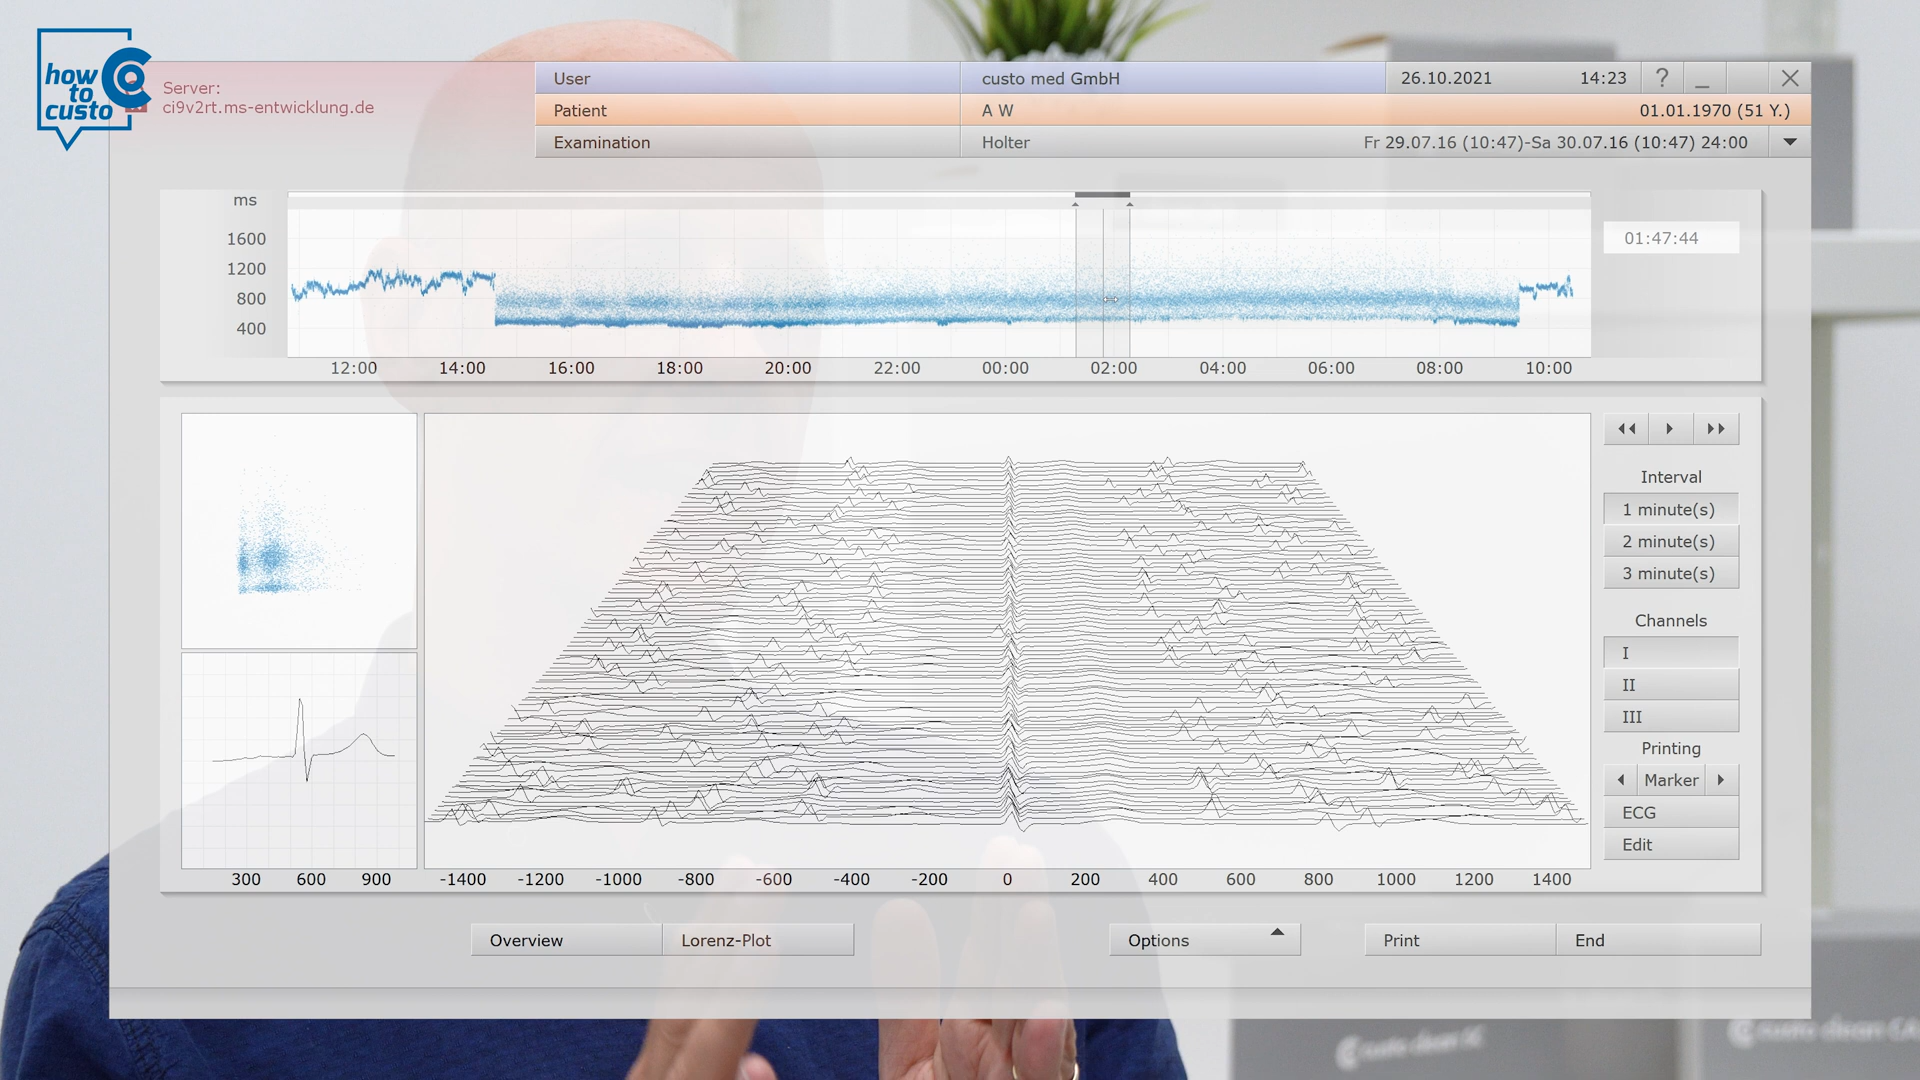 how
to
custo
Server:
ci9v2rt.ms-entwicklung.de
User custo med GmbH 26.10.2021 14:23 ?
Patient A W 01.01.1970 (51 Y.)
Examination Holter Fr 29.07.16 (10:47)-Sa 30.07.16 (10:47) 24:00
ms
1600
1200
800
400
12:00 14:00 16:00 18:00 20:00 22:00 00:00 02:00 04:00 06:00 08:00 10:00
01:47:44
Interval
1 minute(s)
2 minute(s)
3 minute(s)
Channels
I
II
III
Printing
Marker
ECG
Edit
300 600 900
-1400 -1200 -1000 -800 -600 -400 -200 0 200 400 600 800 1000 1200 1400
Overview Lorenz-Plot Options Print End
custo clean
custo clean